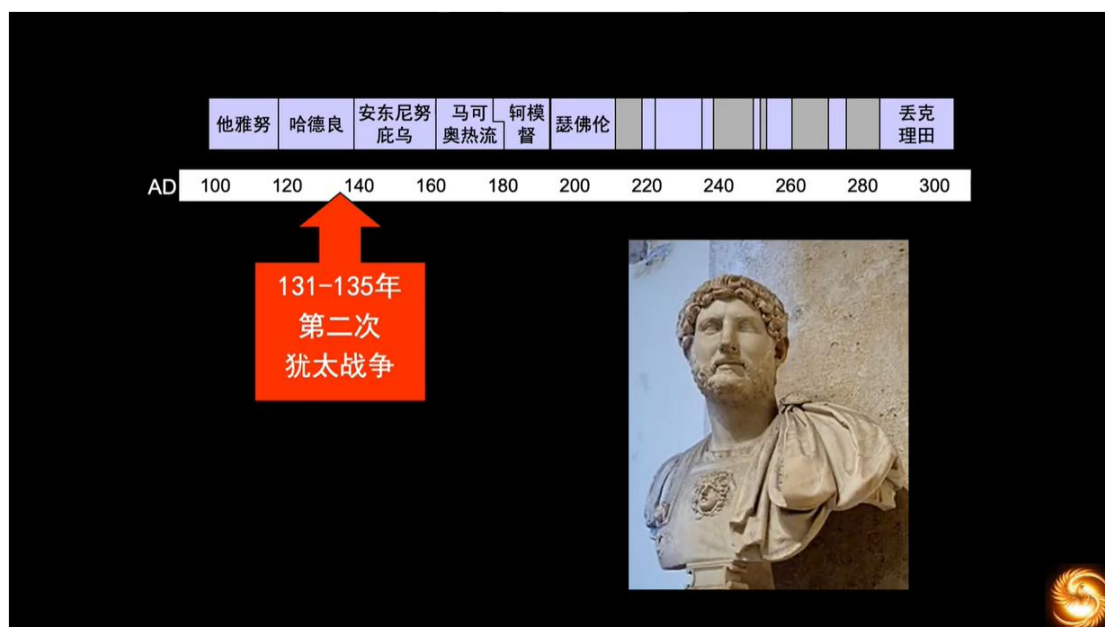 他雅努
哈德良
安东尼努
庇乌
马可
奥热流
轲模
督
瑟佛伦
丢克
理田
AD 100 120 140 160 180 200 220 240 260 280 300
131-135年
第二次
犹太战争